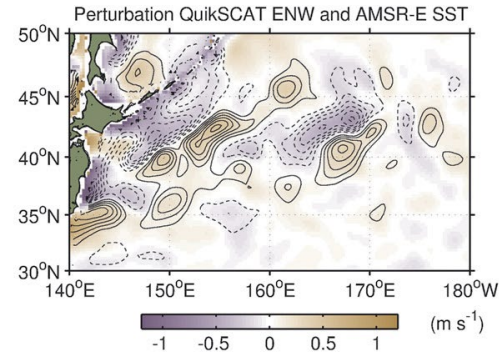 Perturbation QuikSCAT ENW and AMSR-E SST
50°N
45°N
40°N
35°N
30°N
140°E 150°E 160°E 170°E 180°W
-1 -0.5 0 0.5 1 (m s⁻¹)